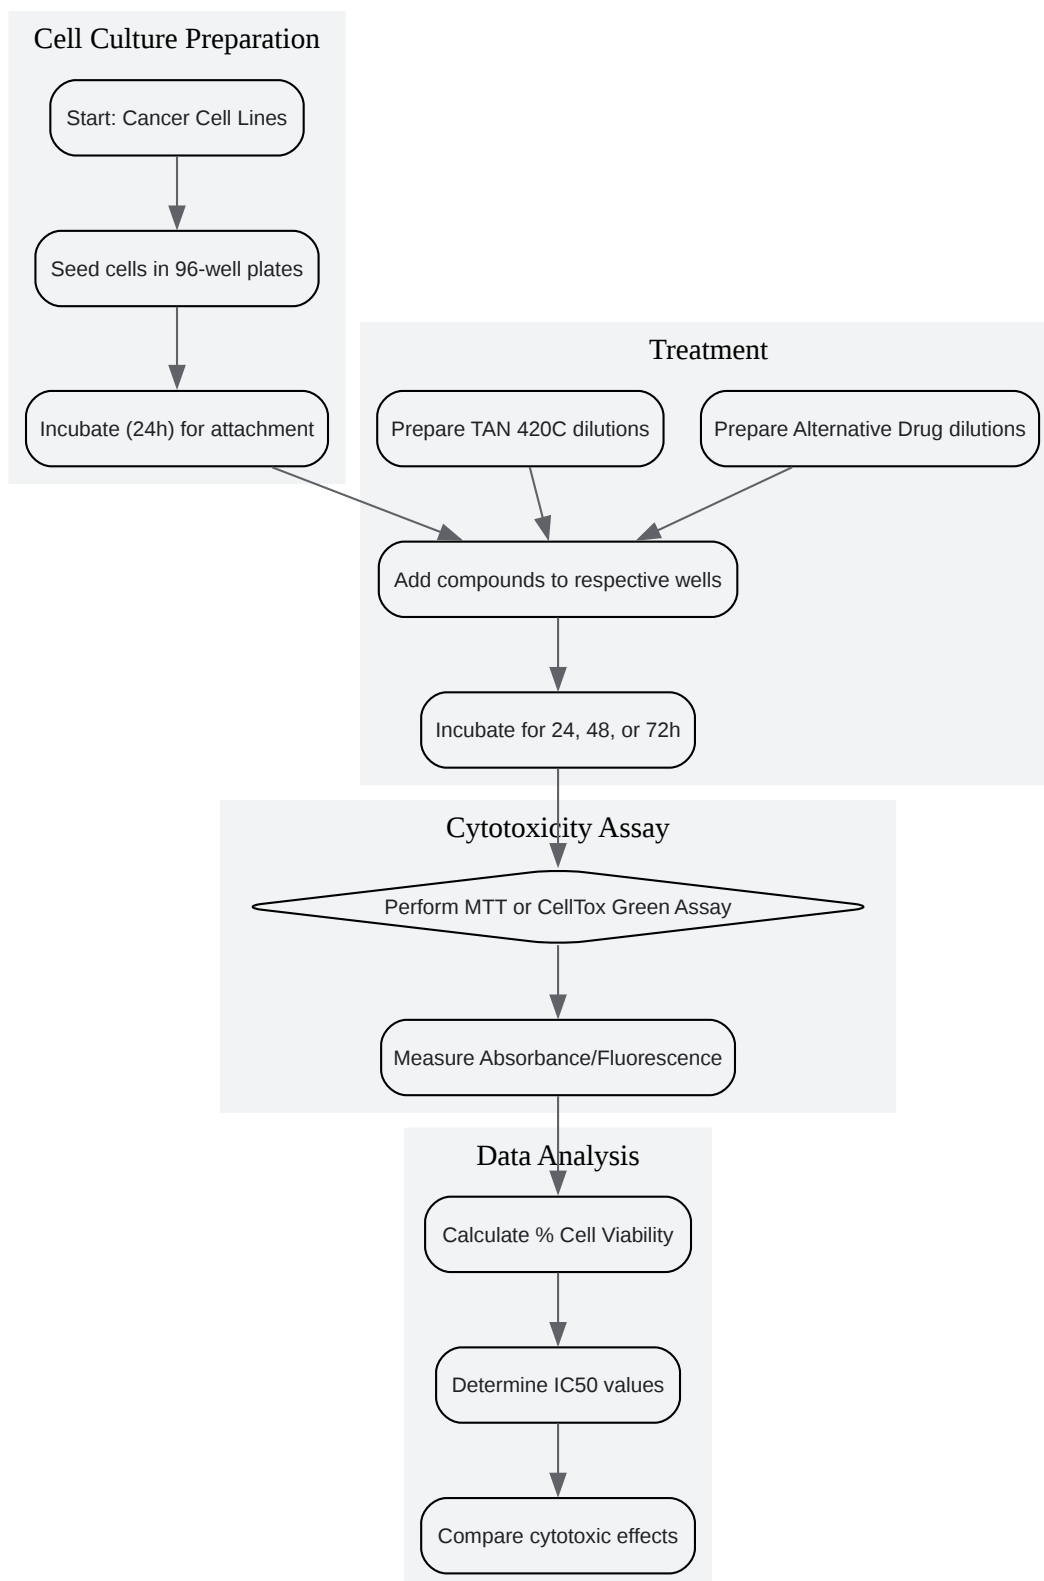 Cell Culture Preparation
Start: Cancer Cell Lines
Seed cells in 96-well plates
Incubate (24h) for attachment
Treatment
Prepare TAN 420C dilutions
Prepare Alternative Drug dilutions
Add compounds to respective wells
Incubate for 24, 48, or 72h
Cytotoxicity Assay
Perform MTT or CellTox Green Assay
Measure Absorbance/Fluorescence
Data Analysis
Calculate % Cell Viability
Determine IC50 values
Compare cytotoxic effects